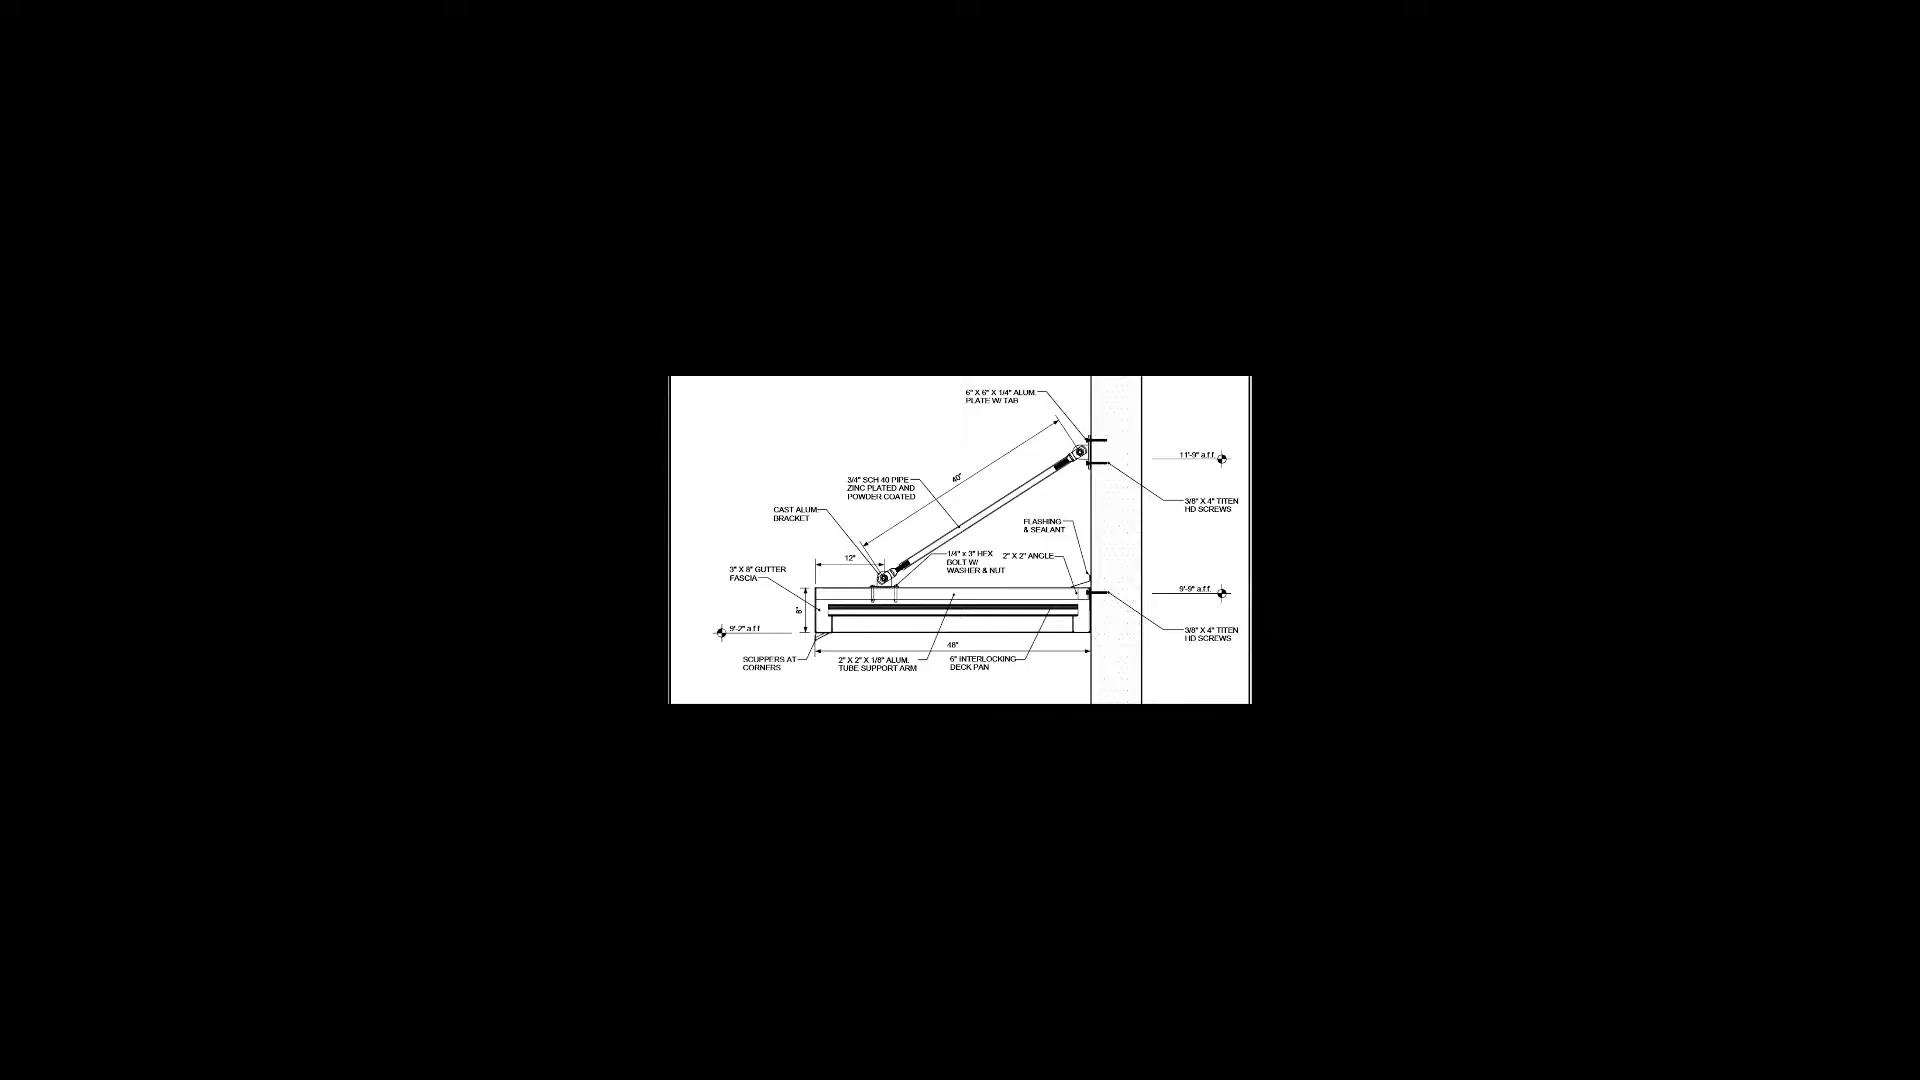 6" X 6" X 1/4" ALUM.
PLATE W/ TAB
11'-9" a.f.f.
40"
3/4" SCH 40 PIPE
ZINC PLATED AND
POWDER COATED
3/8" X 4" TITEN
HD SCREWS
CAST ALUM.
BRACKET
FLASHING
& SEALANT
12"
1/4" x 3" HEX
BOLT W/
WASHER & NUT
2" X 2" ANGLE
3" X 8" GUTTER
FASCIA
9'-9" a.f.f.
8"
9'-2" a.f.f
3/8" X 4" TITEN
HD SCREWS
48"
SCUPPERS AT
CORNERS
2" X 2" X 1/8" ALUM.
TUBE SUPPORT ARM
6" INTERLOCKING
DECK PAN